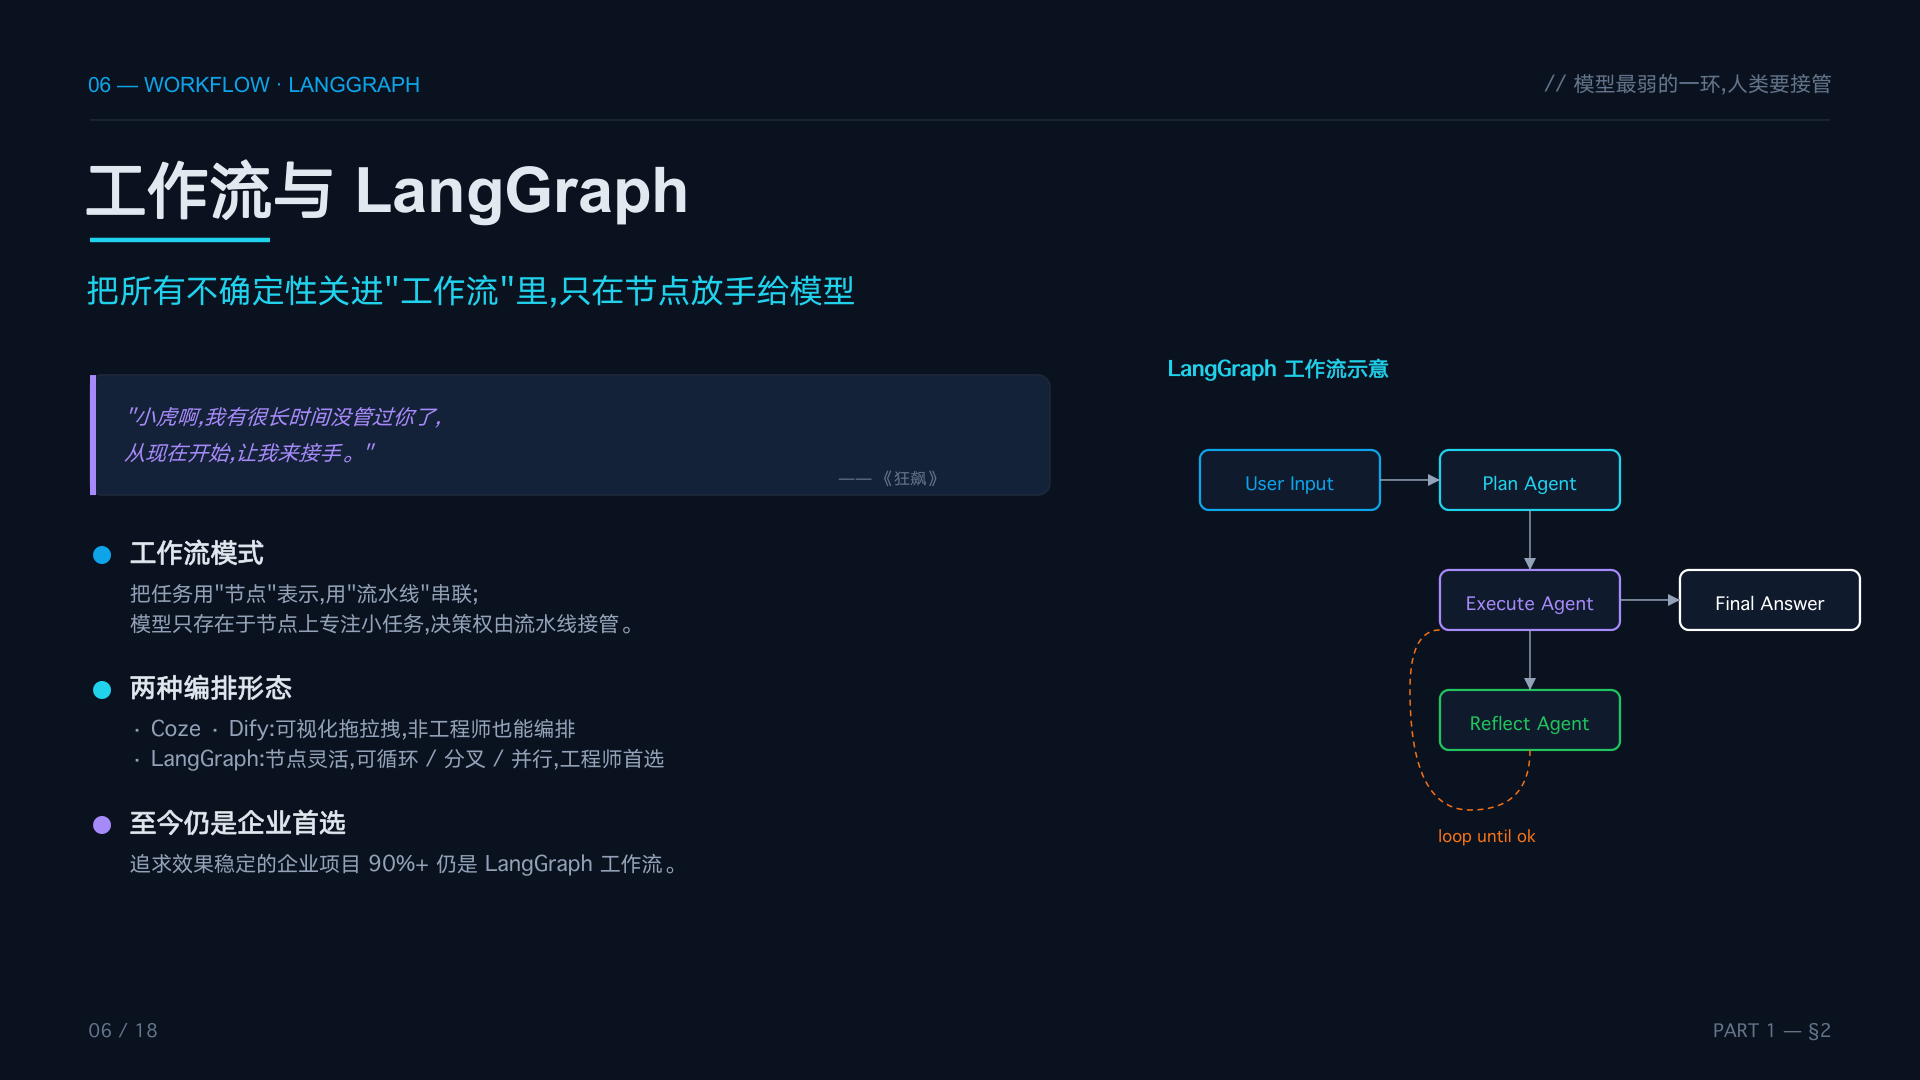 06 — WORKFLOW · LANGGRAPH
// 模型最弱的一环,人类要接管
工作流与 LangGraph
把所有不确定性关进"工作流"里,只在节点放手给模型
"小虎啊,我有很长时间没管过你了,
从现在开始,让我来接手。"
—— 《狂飙》
工作流模式
把任务用"节点"表示,用"流水线"串联;
模型只存在于节点上专注小任务,决策权由流水线接管。
两种编排形态
· Coze · Dify:可视化拖拉拽,非工程师也能编排
· LangGraph:节点灵活,可循环 / 分叉 / 并行,工程师首选
至今仍是企业首选
追求效果稳定的企业项目 90%+ 仍是 LangGraph 工作流。
LangGraph 工作流示意
User Input
Plan Agent
Execute Agent
Final Answer
Reflect Agent
loop until ok
06 / 18
PART 1 — §2